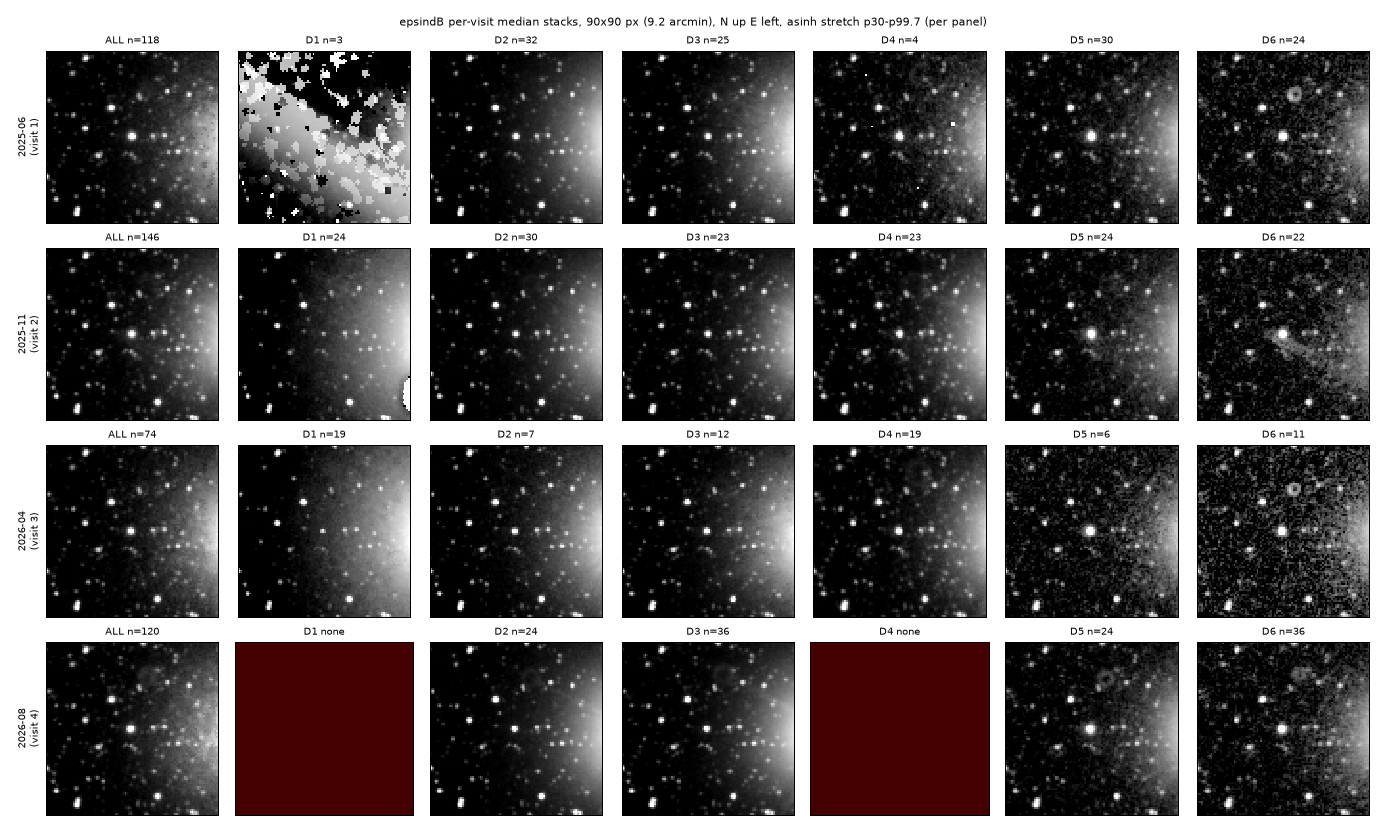 epsindB per-visit median stacks, 90x90 px (9.2 arcmin), N up E left, asinh stretch p30-p99.7 (per panel)
ALL n=118
D1 n=3
D2 n=32
D3 n=25
D4 n=4
D5 n=30
D6 n=24
2025-06
(visit 1)
ALL n=146
D1 n=24
D2 n=30
D3 n=23
D4 n=23
D5 n=24
D6 n=22
2025-11
(visit 2)
ALL n=74
D1 n=19
D2 n=7
D3 n=12
D4 n=19
D5 n=6
D6 n=11
2026-04
(visit 3)
ALL n=120
D1 none
D2 n=24
D3 n=36
D4 none
D5 n=24
D6 n=36
2026-08
(visit 4)